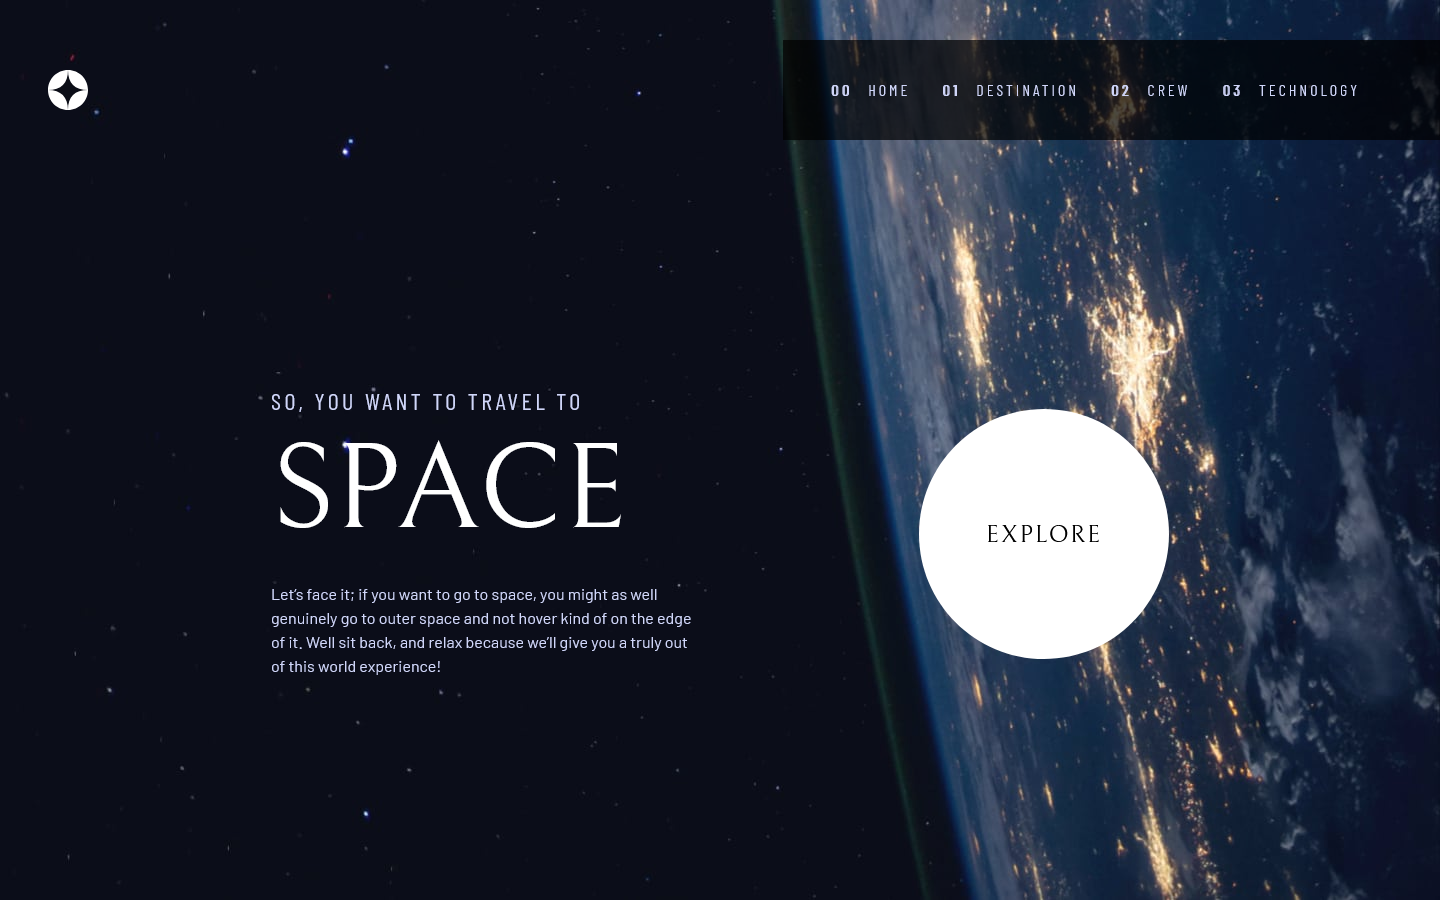 00 HOME 01 DESTINATION 02 CREW 03 TECHNOLOGY
SO, YOU WANT TO TRAVEL TO
SPACE
Let’s face it; if you want to go to space, you might as well
genuinely go to outer space and not hover kind of on the edge
of it. Well sit back, and relax because we’ll give you a truly out
of this world experience!
EXPLORE